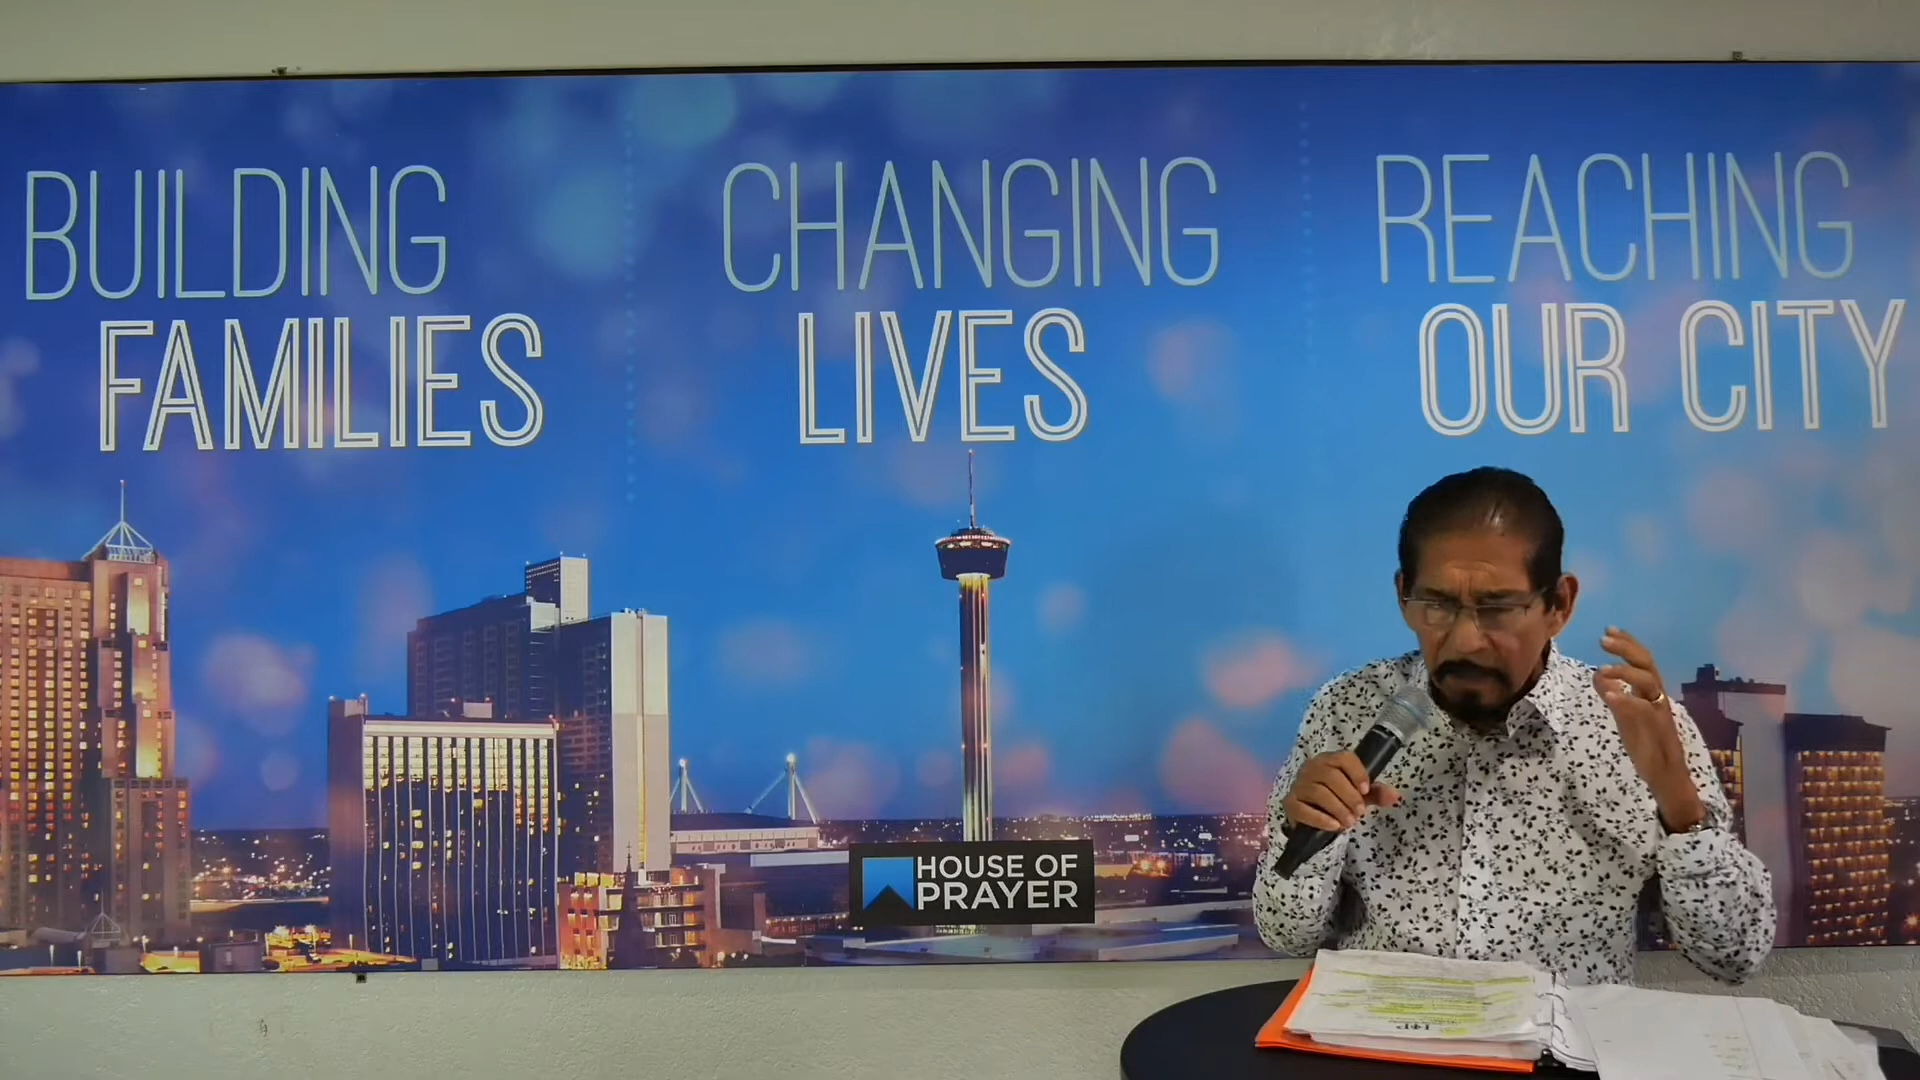 BUILDING
FAMILIES
CHANGING
LIVES
REACHING
OUR CITY
HOUSE OF
PRAYER